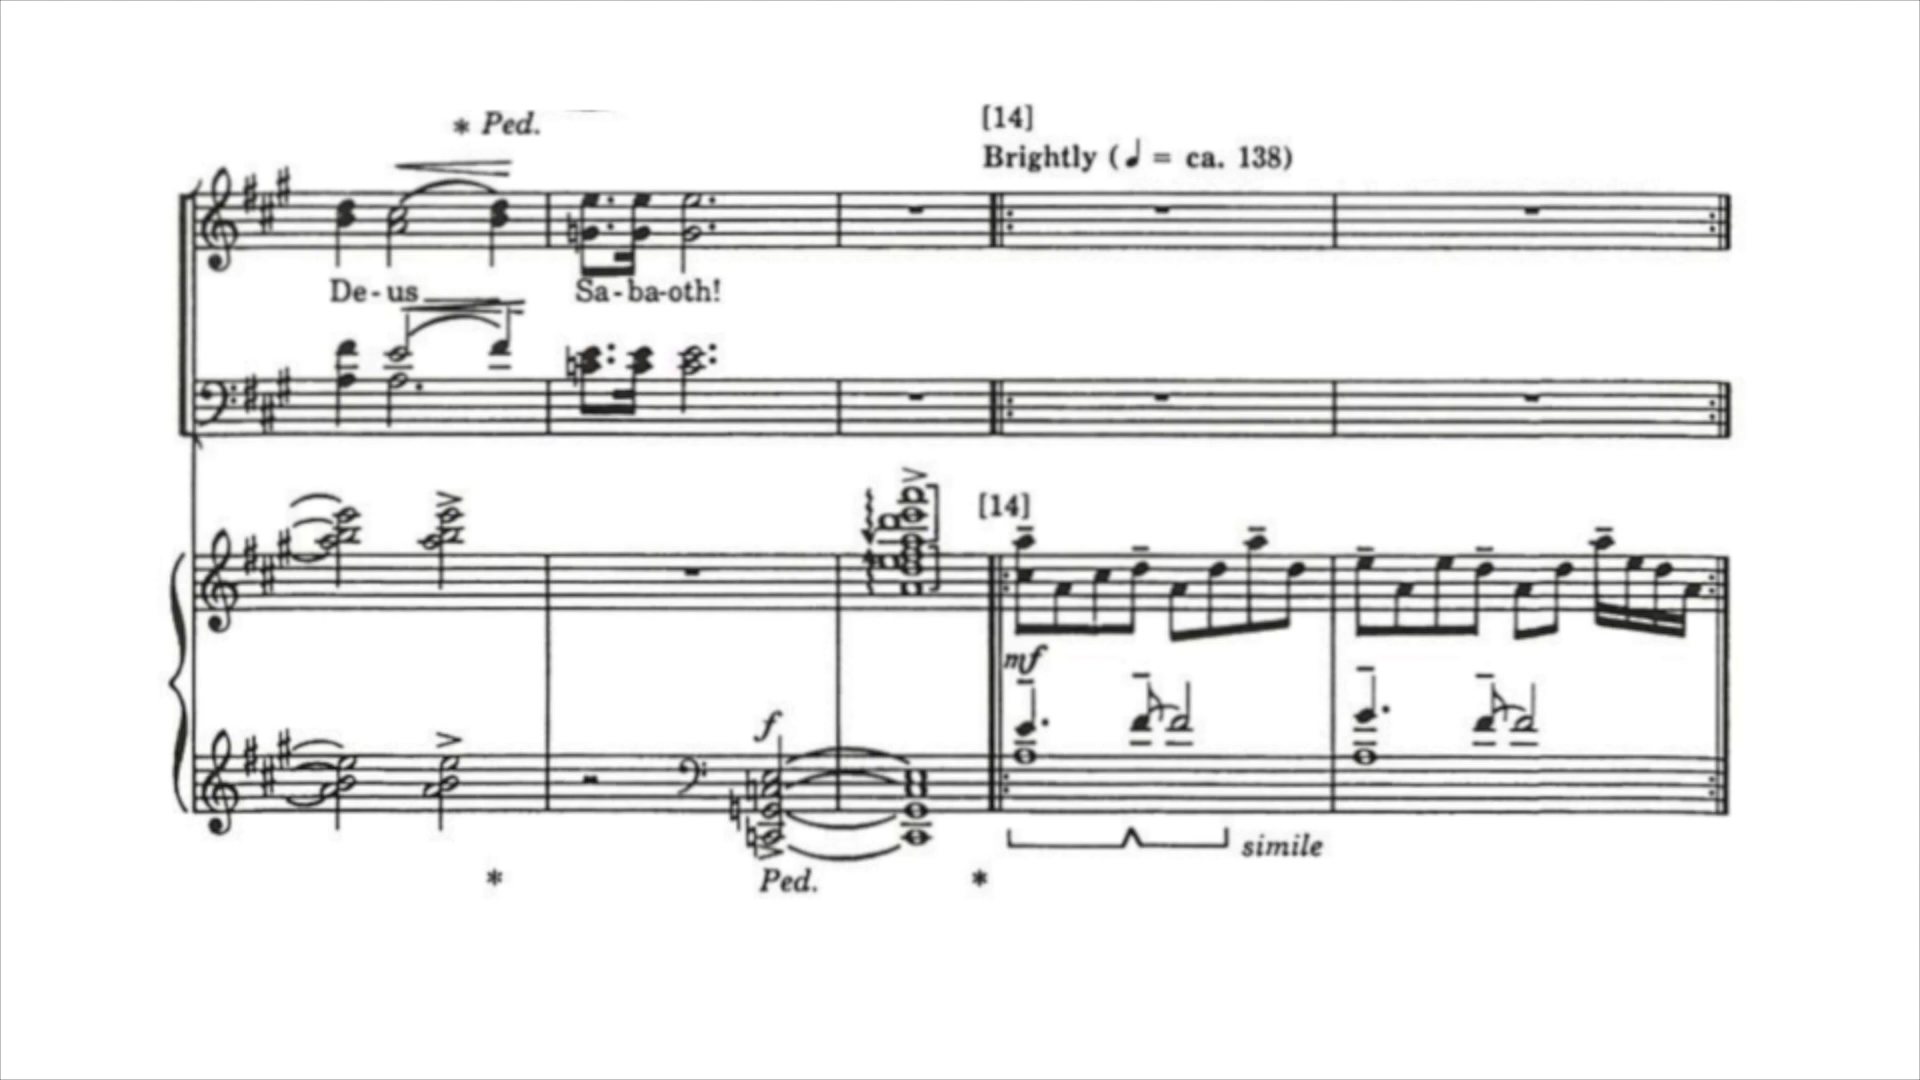 * Ped.
[14]
Brightly (♩ = ca. 138)
De - us
Sa - ba - oth!
[14]
mf
f
simile
*
Ped.
*